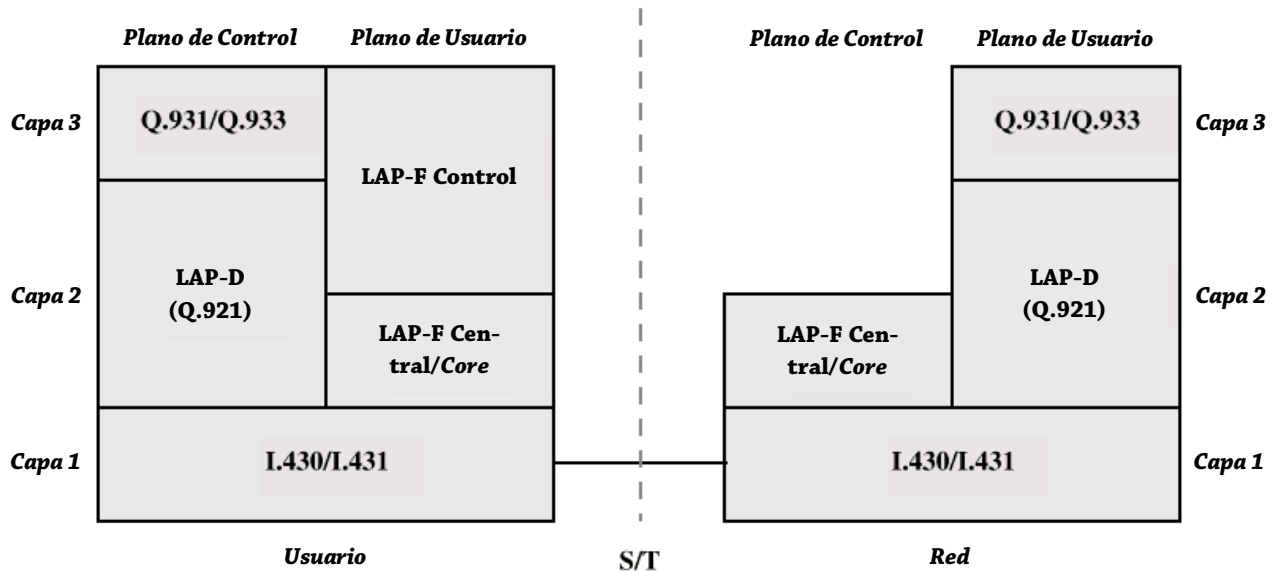 Plano de Control Plano de Usuario Plano de Control Plano de Usuario
Capa 3 Q.931/Q.933 Q.931/Q.933 Capa 3
LAP-F Control
LAP-D LAP-D
Capa 2 (Q.921) (Q.921) Capa 2
LAP-F Cen- LAP-F Cen-
tral/Core tral/Core
Capa 1 I.430/I.431 I.430/I.431 Capa 1
Usuario S/T Red